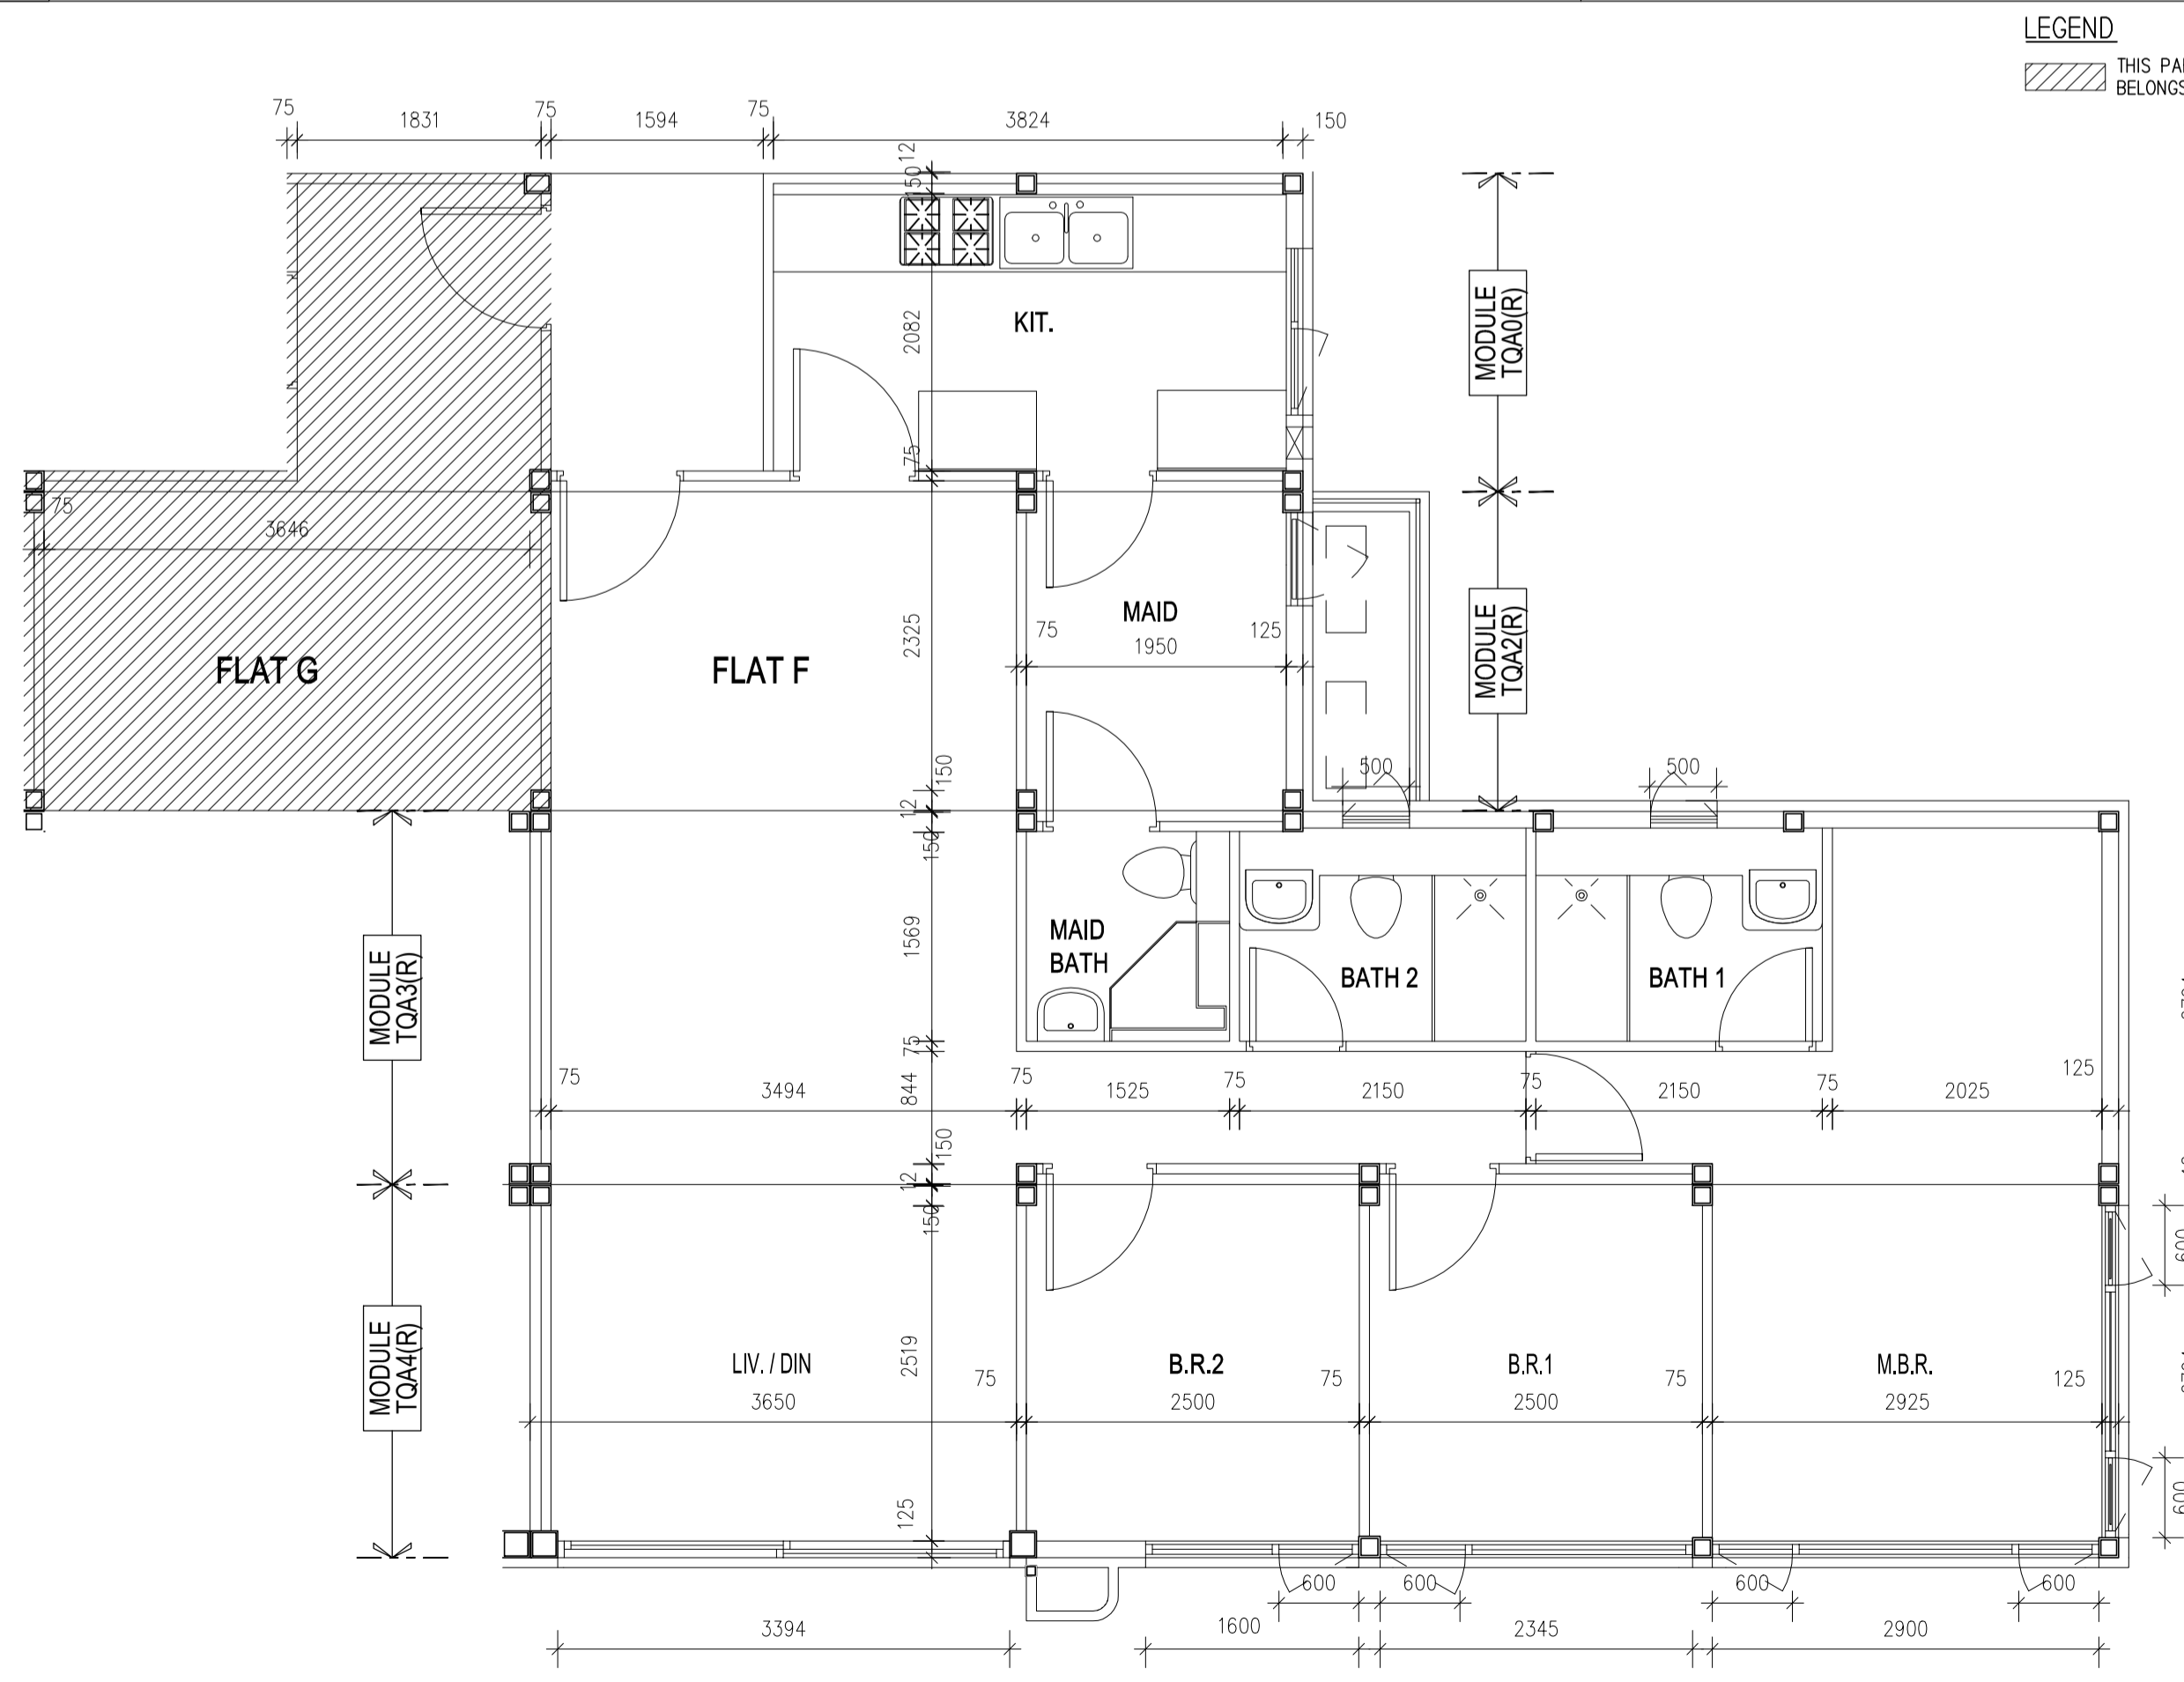 LEGEND
THIS PA
BELONGS
75
1831
75
1594
75
3824
150
12
150
MODULE
TQA0(R)
KIT.
2082
75
75
3646
MODULE
TQA2(R)
MAID
75
1950
125
2325
FLAT G
FLAT F
500
500
150
12
150
MAID
BATH
1569
BATH 2
BATH 1
MODULE
TQA3(R)
75
75
3494
75
844
1525
75
2150
75
2150
75
2025
125
150
12
150
600
MODULE
TQA4(R)
LIV. / DIN
3650
2519
75
B.R.2
2500
75
B.R.1
2500
75
M.B.R.
2925
125
125
600
600
600
600
600
3394
1600
2345
2900